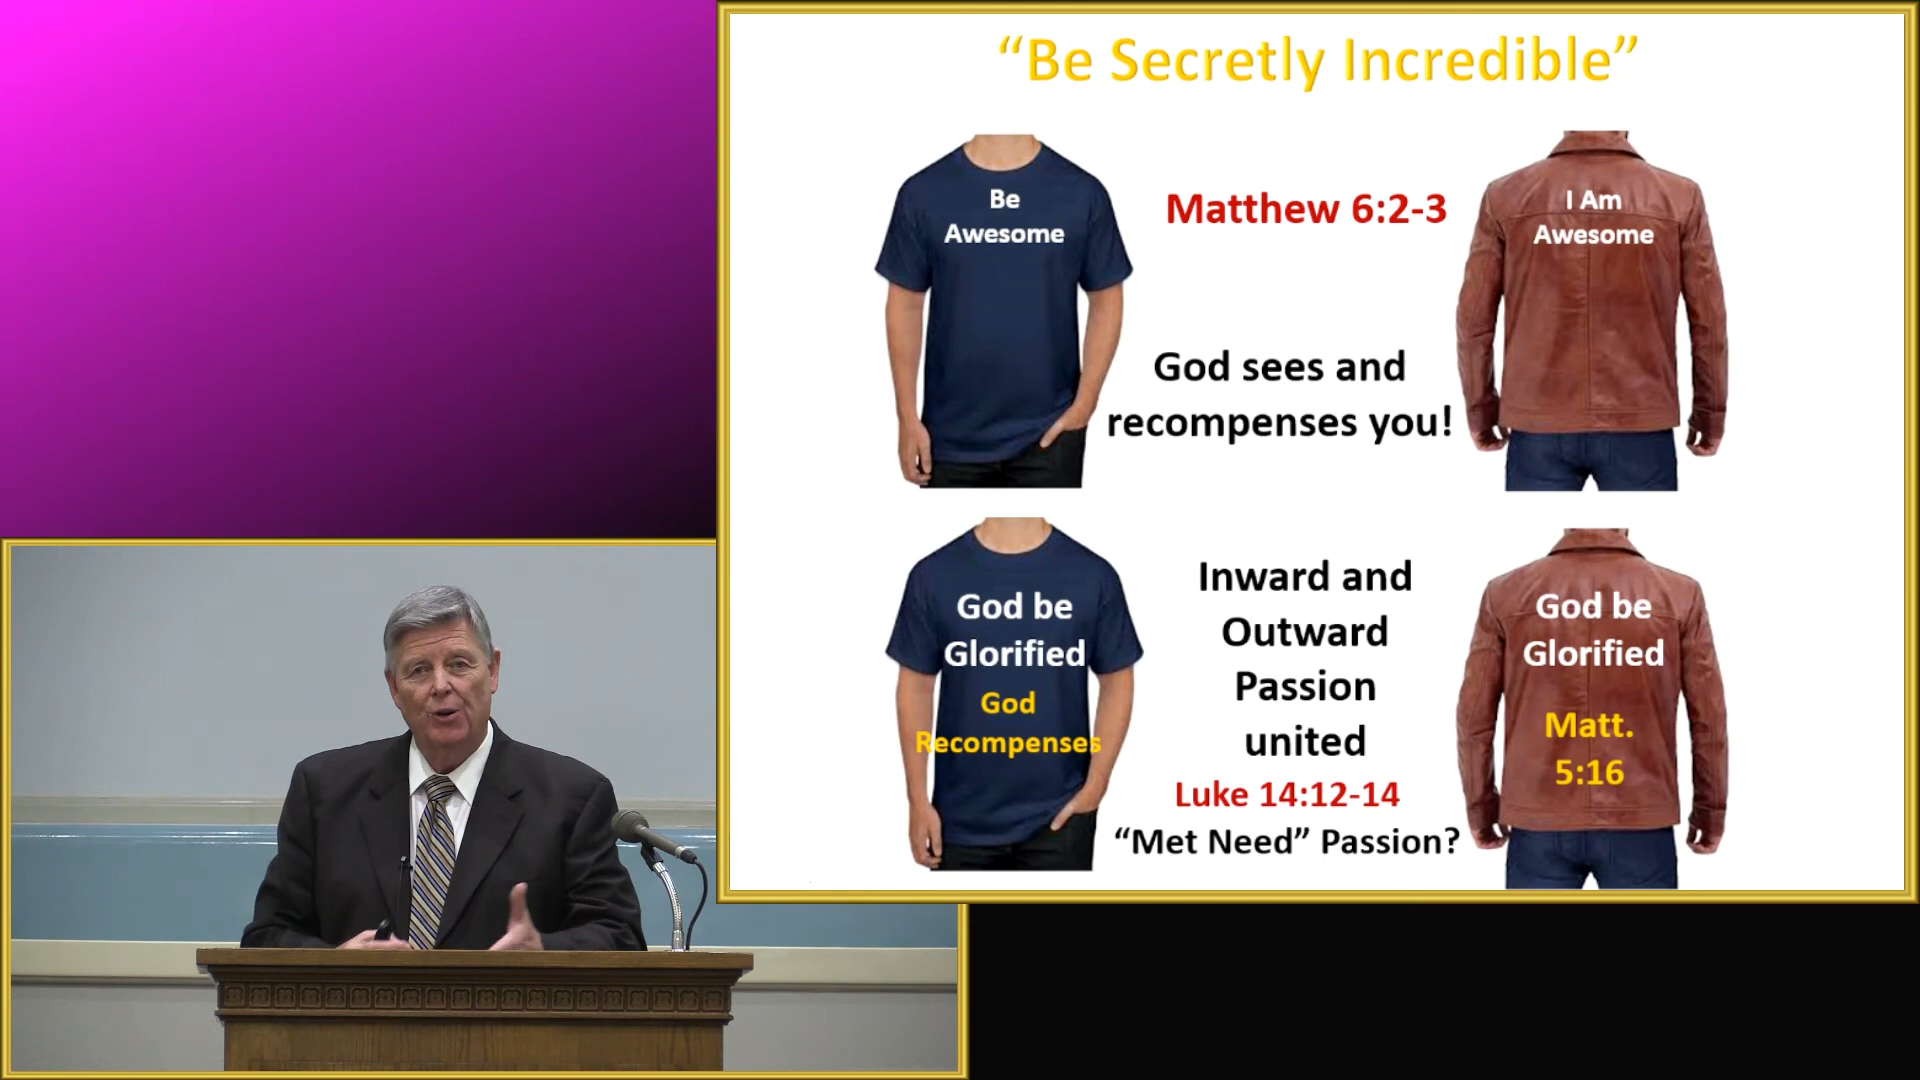 “Be Secretly Incredible”
Be
Awesome
Matthew 6:2-3
I Am
Awesome
God sees and
recompenses you!
God be
Glorified
God
Recompenses
Inward and
Outward
Passion
united
Luke 14:12-14
“Met Need” Passion?
God be
Glorified
Matt.
5:16